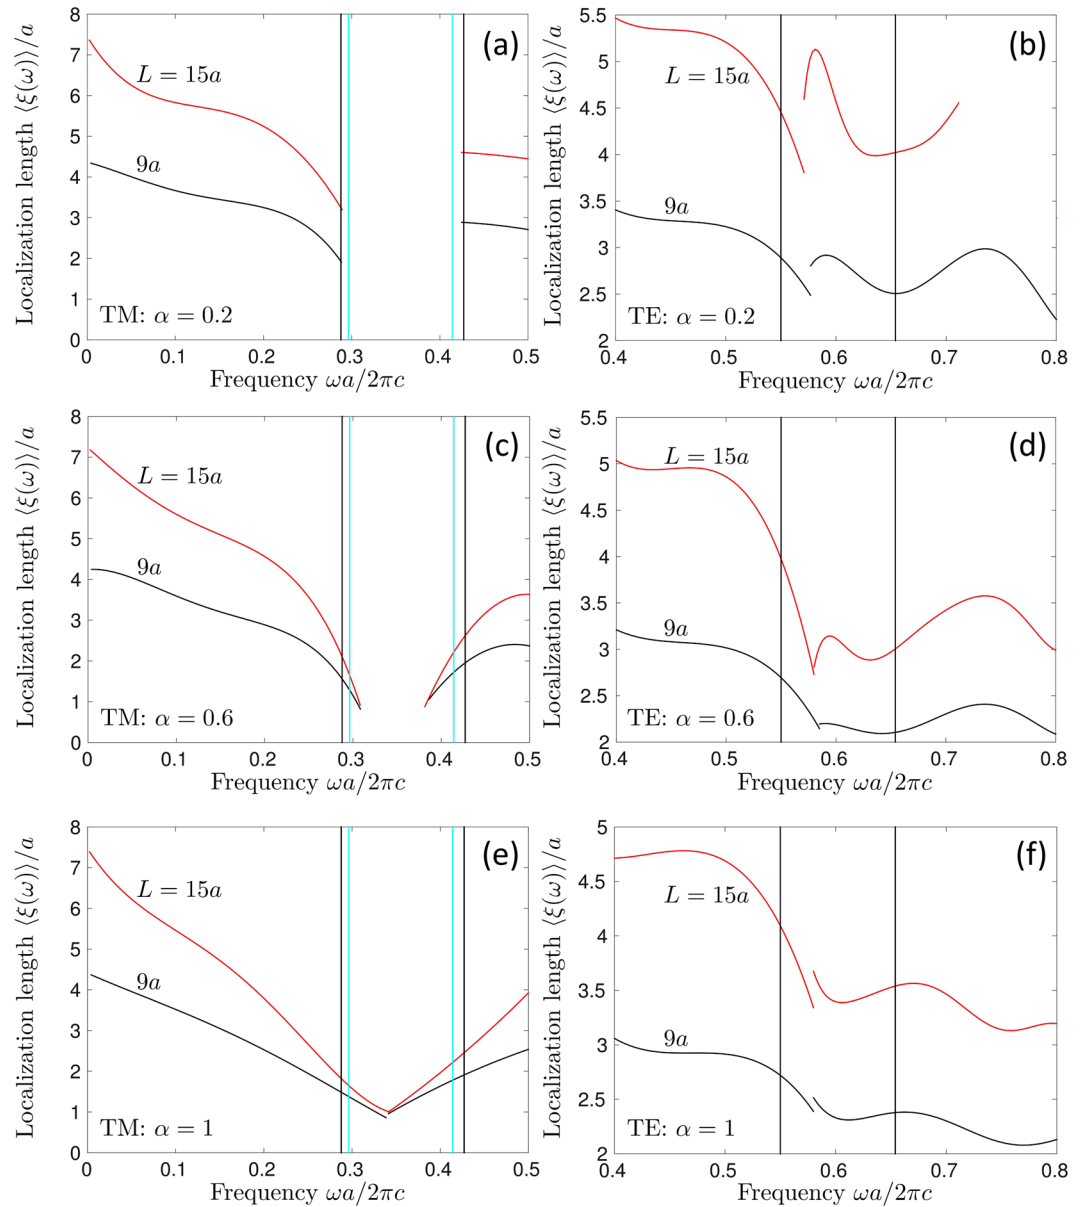 Localization length ⟨ξ(ω)⟩/a
8
7
6
5
4
3
2
1
0
(a)
L = 15a
9a
TM: α = 0.2
0 0.1 0.2 0.3 0.4 0.5
Frequency ωa/2πc
Localization length ⟨ξ(ω)⟩/a
5.5
5
4.5
4
3.5
3
2.5
2
(b)
L = 15a
9a
TE: α = 0.2
0.4 0.5 0.6 0.7 0.8
Frequency ωa/2πc
Localization length ⟨ξ(ω)⟩/a
8
7
6
5
4
3
2
1
0
(c)
L = 15a
9a
TM: α = 0.6
0 0.1 0.2 0.3 0.4 0.5
Frequency ωa/2πc
Localization length ⟨ξ(ω)⟩/a
5.5
5
4.5
4
3.5
3
2.5
2
(d)
L = 15a
9a
TE: α = 0.6
0.4 0.5 0.6 0.7 0.8
Frequency ωa/2πc
Localization length ⟨ξ(ω)⟩/a
8
7
6
5
4
3
2
1
0
(e)
L = 15a
9a
TM: α = 1
0 0.1 0.2 0.3 0.4 0.5
Frequency ωa/2πc
Localization length ⟨ξ(ω)⟩/a
5
4.5
4
3.5
3
2.5
2
(f)
L = 15a
9a
TE: α = 1
0.4 0.5 0.6 0.7 0.8
Frequency ωa/2πc